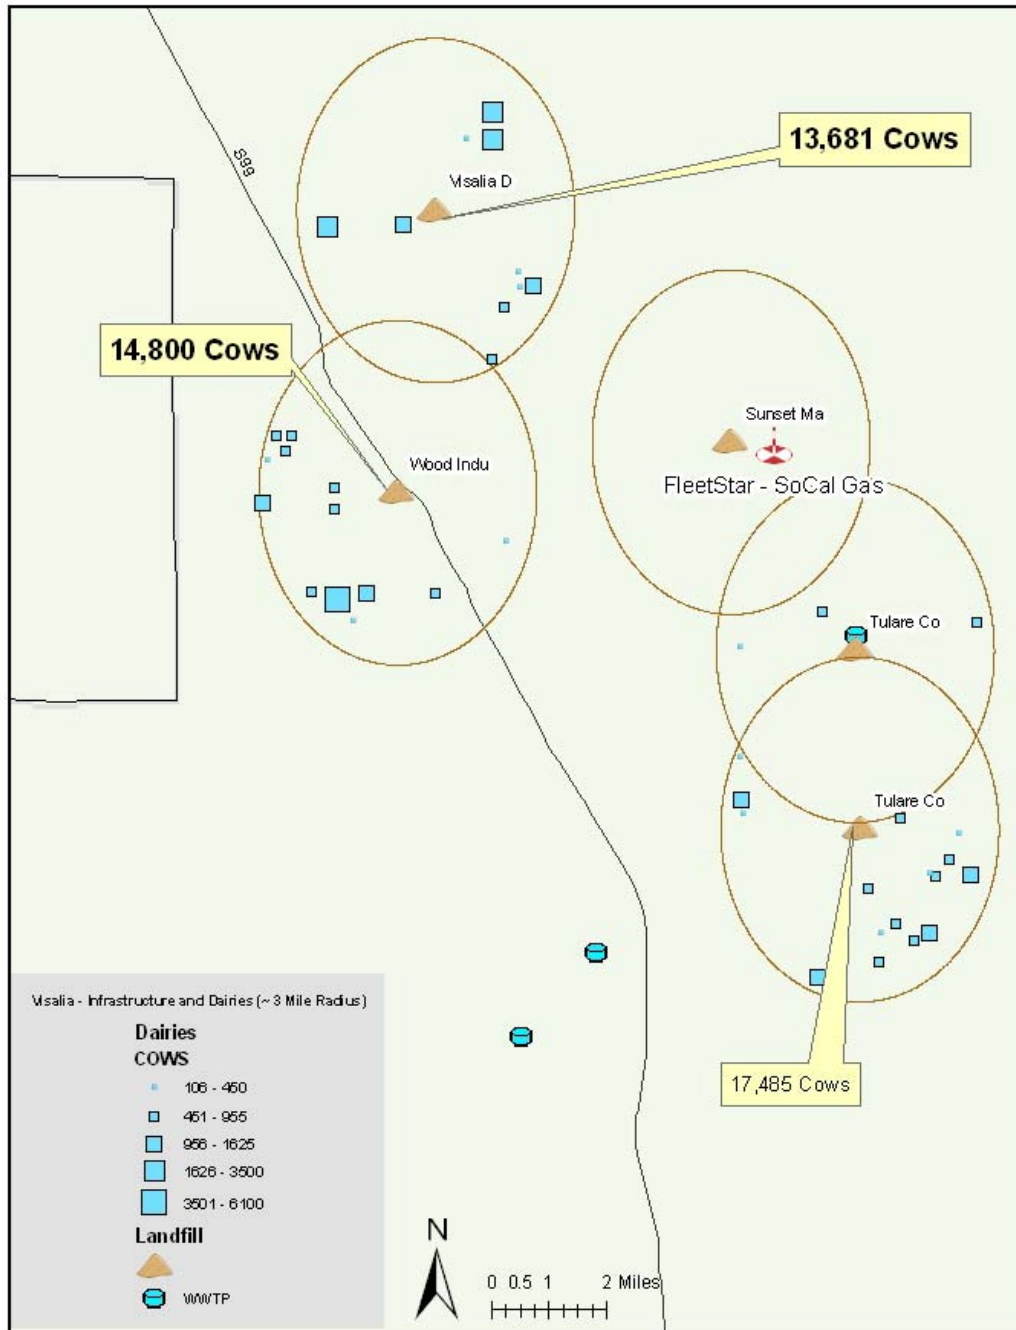 13,681 Cows
Visalia D
S99
14,800 Cows
Sunset Ma
Wood Indu
FleetStar - SoCal Gas
Tulare Co
Tulare Co
17,485 Cows
Visalia - Infrastructure and Dairies (~ 3 Mile Radius)
Dairies
COWS
106 - 450
451 - 955
956 - 1625
1626 - 3500
3501 - 6100
Landfill
WWTP
N
0 0.5 1 2 Miles